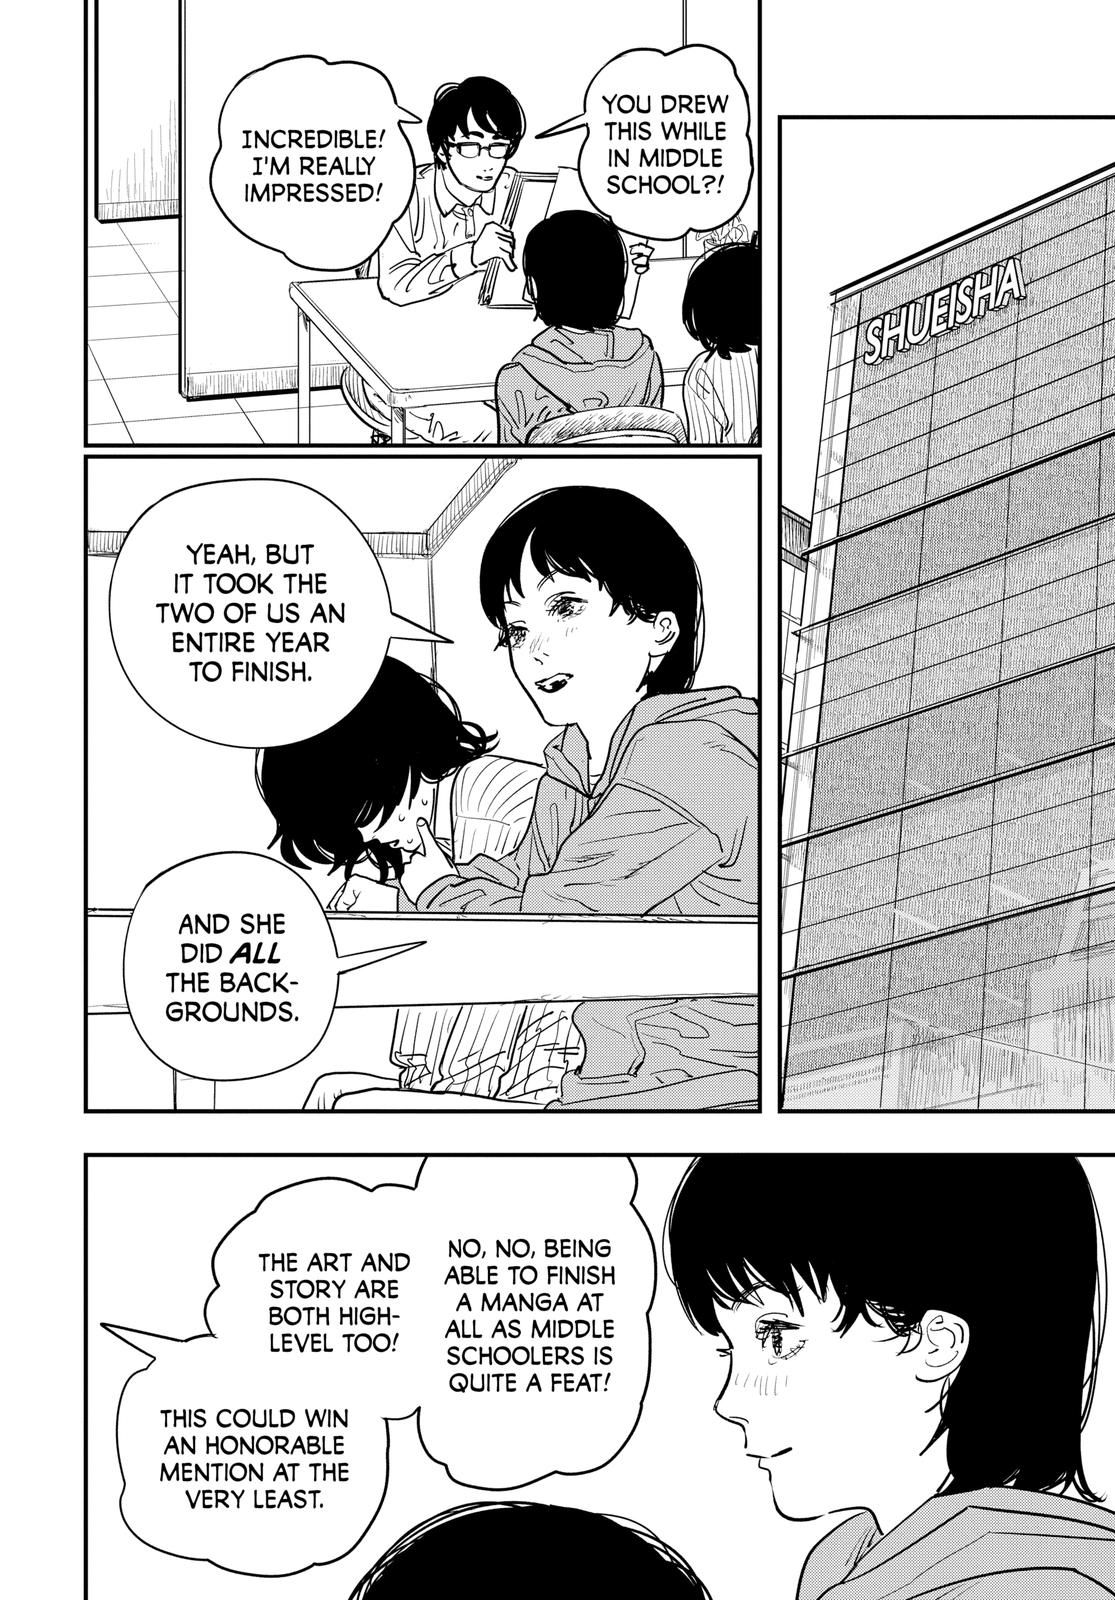 SHUEISHA
YOU DREW
THIS WHILE
IN MIDDLE
SCHOOL?!
INCREDIBLE!
I'M REALLY
IMPRESSED!
YEAH, BUT
IT TOOK THE
TWO OF US AN
ENTIRE YEAR
TO FINISH.
AND SHE
DID ALL
THE BACK-
GROUNDS.
NO, NO, BEING
ABLE TO FINISH
A MANGA AT
ALL AS MIDDLE
SCHOOLERS IS
QUITE A FEAT!
THE ART AND
STORY ARE
BOTH HIGH-
LEVEL TOO!
THIS COULD WIN
AN HONORABLE
MENTION AT THE
VERY LEAST.